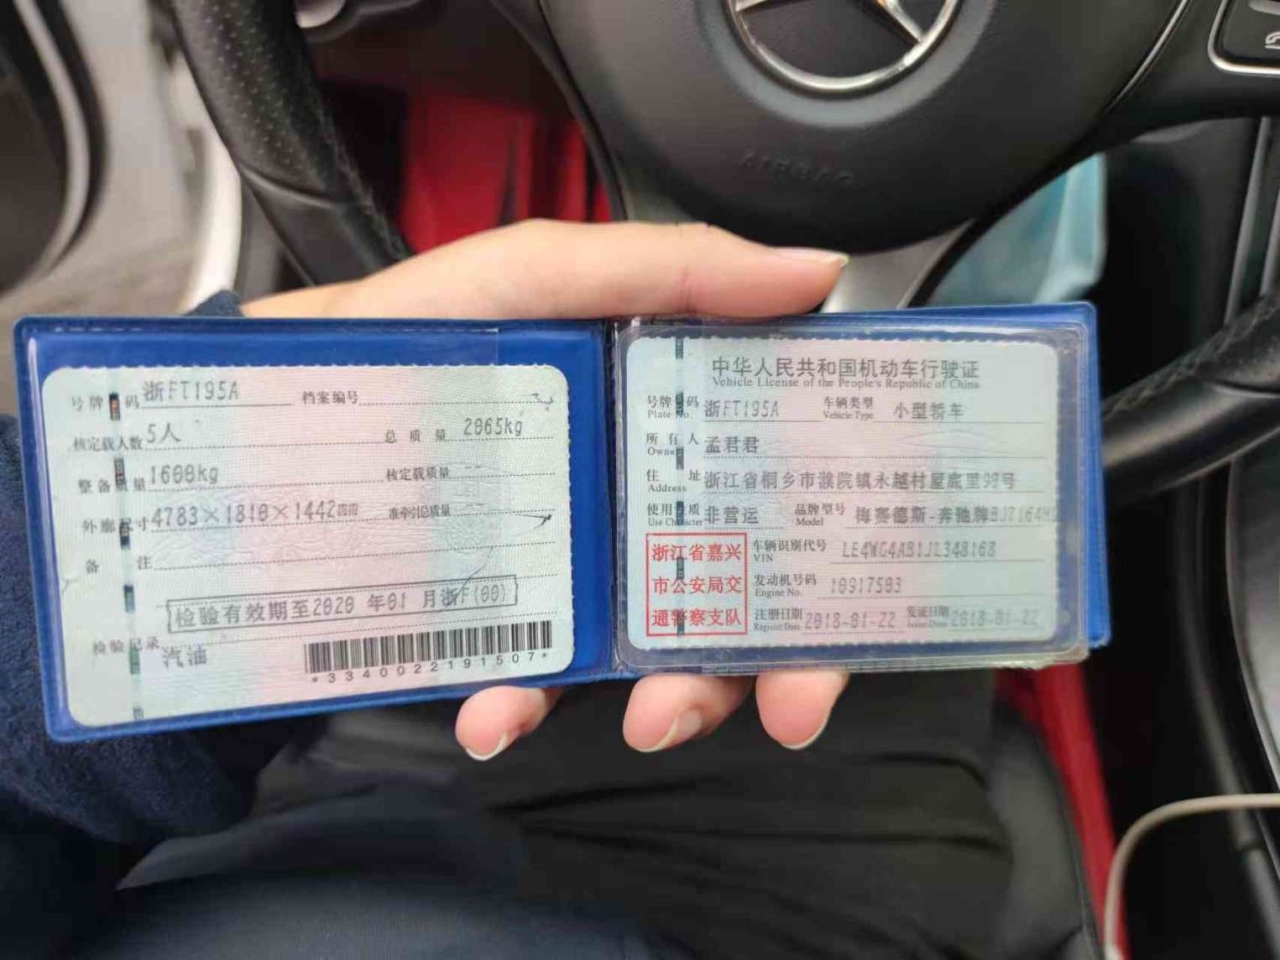 号牌号码 浙FT195A 档案编号
核定载人数 5人 总质量 2065kg
整备质量 1600kg 核定载质量 --
外廓尺寸 4783×1810×1442 准牵引总质量 --
备注
检验有效期至2020 年01 月浙F(00)
检验记录
汽油
*3340022191507*
中华人民共和国机动车行驶证
Vehicle License of the People's Republic of China
号牌号码 浙FT195A 车辆类型 小型轿车
Plate No. Vehicle Type
所有人 孟君君
Owner
住址 浙江省桐乡市濮院镇永越村屋底里98号
Address
使用性质 非营运 品牌型号 梅赛德斯-奔驰牌
Use Character Model
浙江省嘉兴
市公安局交
通警察支队
车辆识别代号 LE4WG4AB1JL348168
VIN
发动机号码 10917503
Engine No.
注册日期 2018-01-22 发证日期 2018-01-22
Register Date Issue Date
AIRBAG